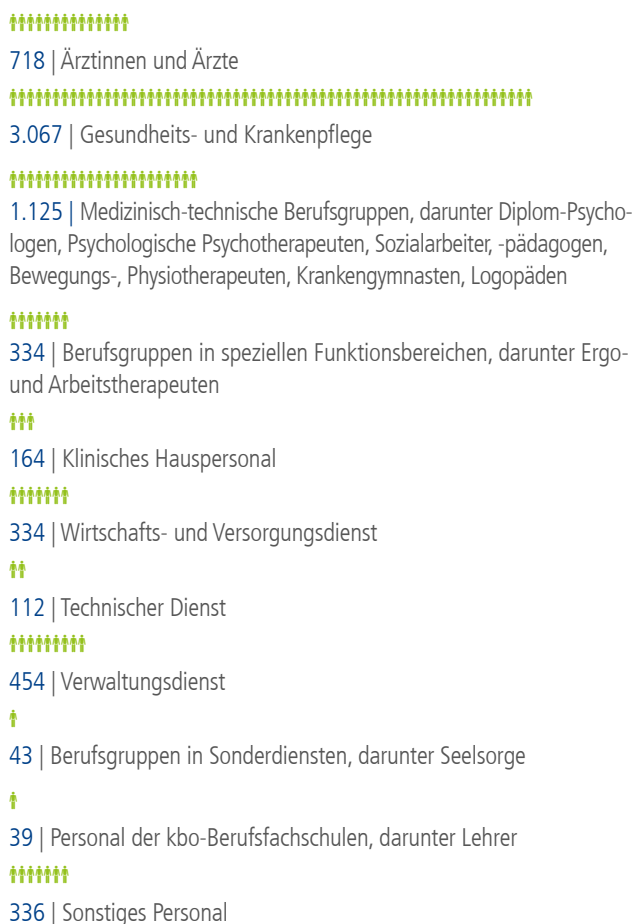 718 | Ärztinnen und Ärzte
3.067 | Gesundheits- und Krankenpflege
1.125 | Medizinisch-technische Berufsgruppen, darunter Diplom-Psycho-
logen, Psychologische Psychotherapeuten, Sozialarbeiter, -pädagogen,
Bewegungs-, Physiotherapeuten, Krankengymnasten, Logopäden
334 | Berufsgruppen in speziellen Funktionsbereichen, darunter Ergo-
und Arbeitstherapeuten
164 | Klinisches Hauspersonal
334 | Wirtschafts- und Versorgungsdienst
112 | Technischer Dienst
454 | Verwaltungsdienst
43 | Berufsgruppen in Sonderdiensten, darunter Seelsorge
39 | Personal der kbo-Berufsfachschulen, darunter Lehrer
336 | Sonstiges Personal